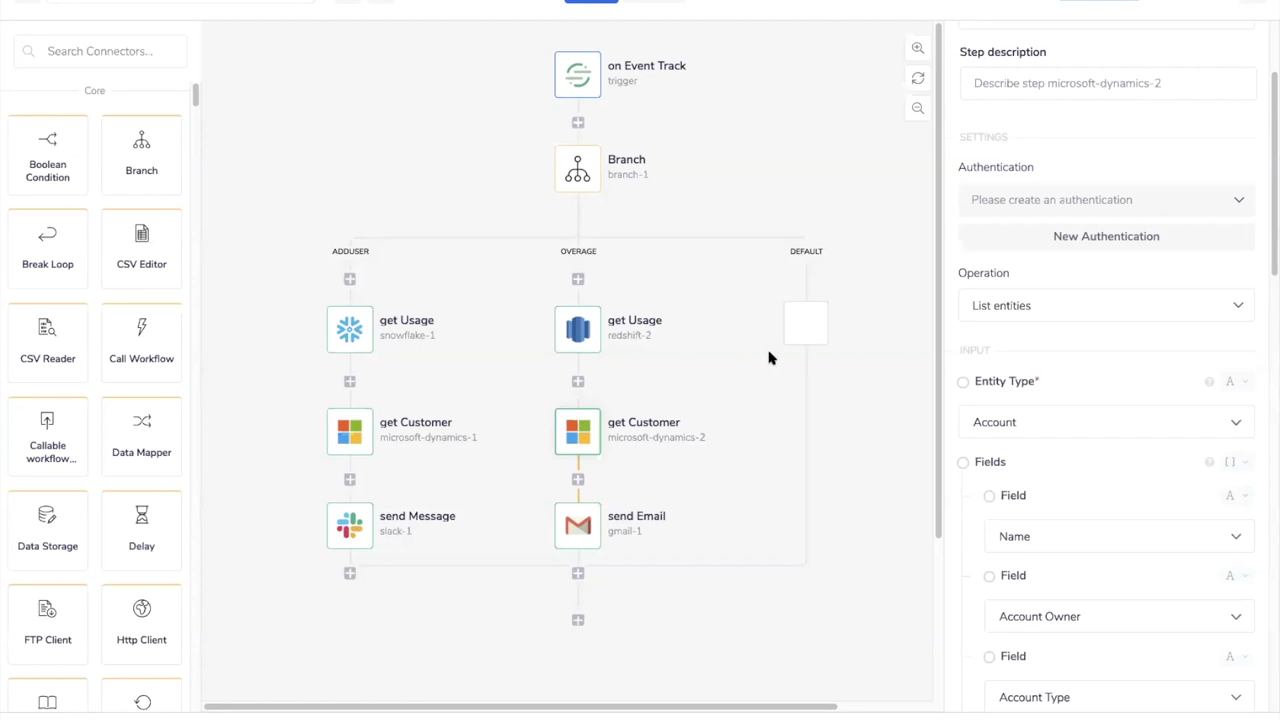 Search Connectors...
Core
Boolean
Condition
Branch
Break Loop
CSV Editor
CSV Reader
Call Workflow
Callable
workflow...
Data Mapper
Data Storage
Delay
FTP Client
Http Client
on Event Track
trigger
Branch
branch-1
ADDUSER
OVERAGE
DEFAULT
get Usage
snowflake-1
get Usage
redshift-2
get Customer
microsoft-dynamics-1
get Customer
microsoft-dynamics-2
send Message
slack-1
send Email
gmail-1
Step description
Describe step microsoft-dynamics-2
SETTINGS
Authentication
Please create an authentication
New Authentication
Operation
List entities
INPUT
Entity Type*
A
Account
Fields
[ ]
Field
A
Name
Field
A
Account Owner
Field
A
Account Type